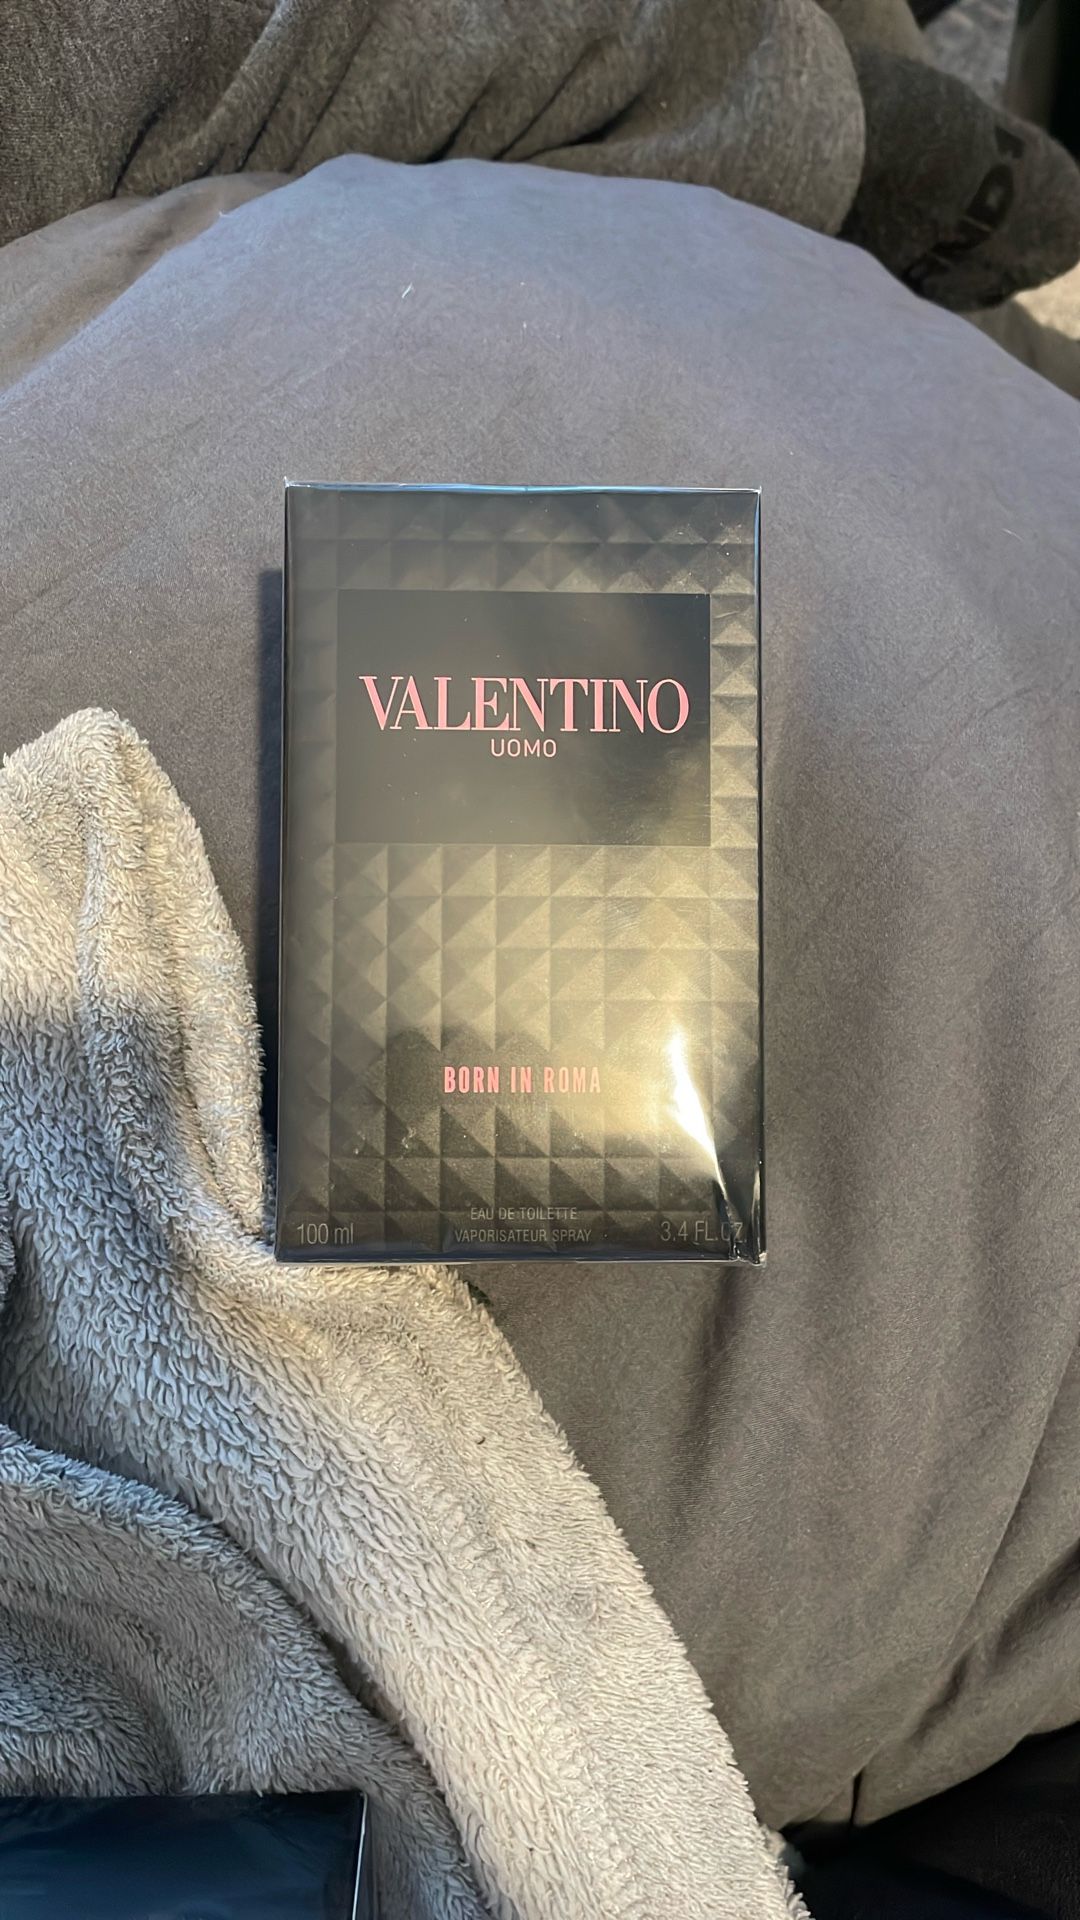 VALENTINO
UOMO
BORN IN ROMA
EAU DE TOILETTE
100 ml VAPORISATEUR SPRAY 3.4 FL.OZ